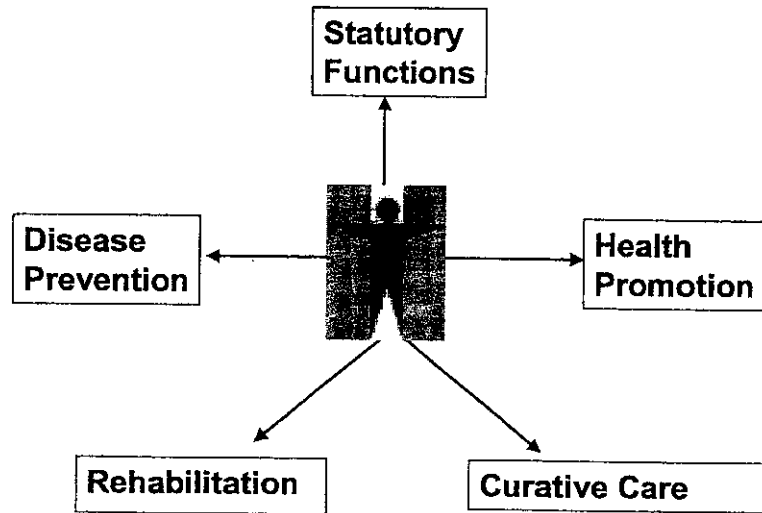 Statutory
Functions
Disease
Prevention
Health
Promotion
Rehabilitation
Curative Care